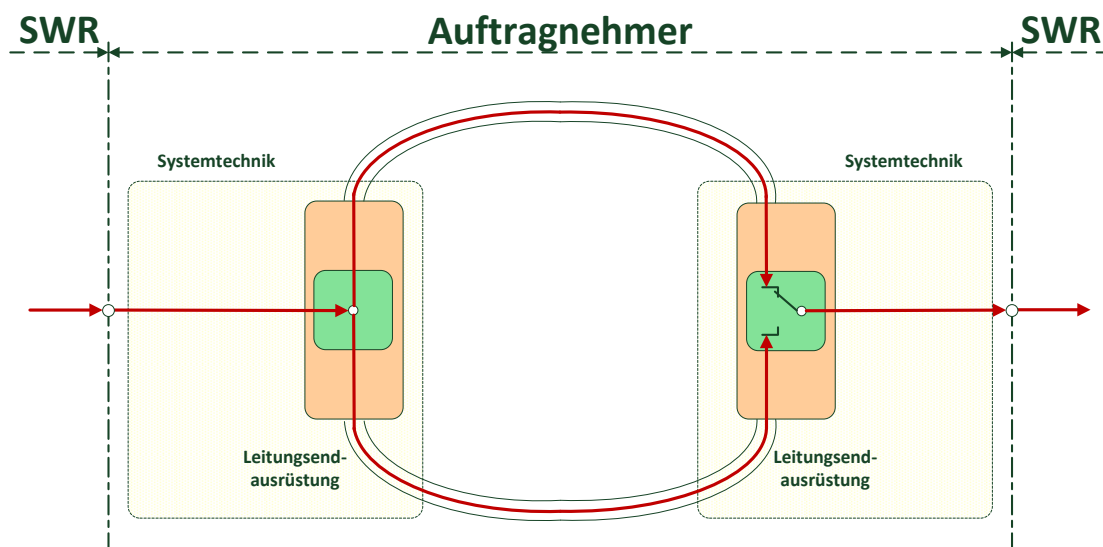 SWR
Auftragnehmer
SWR
Systemtechnik
Systemtechnik
Leitungsend-
ausrüstung
Leitungsend-
ausrüstung